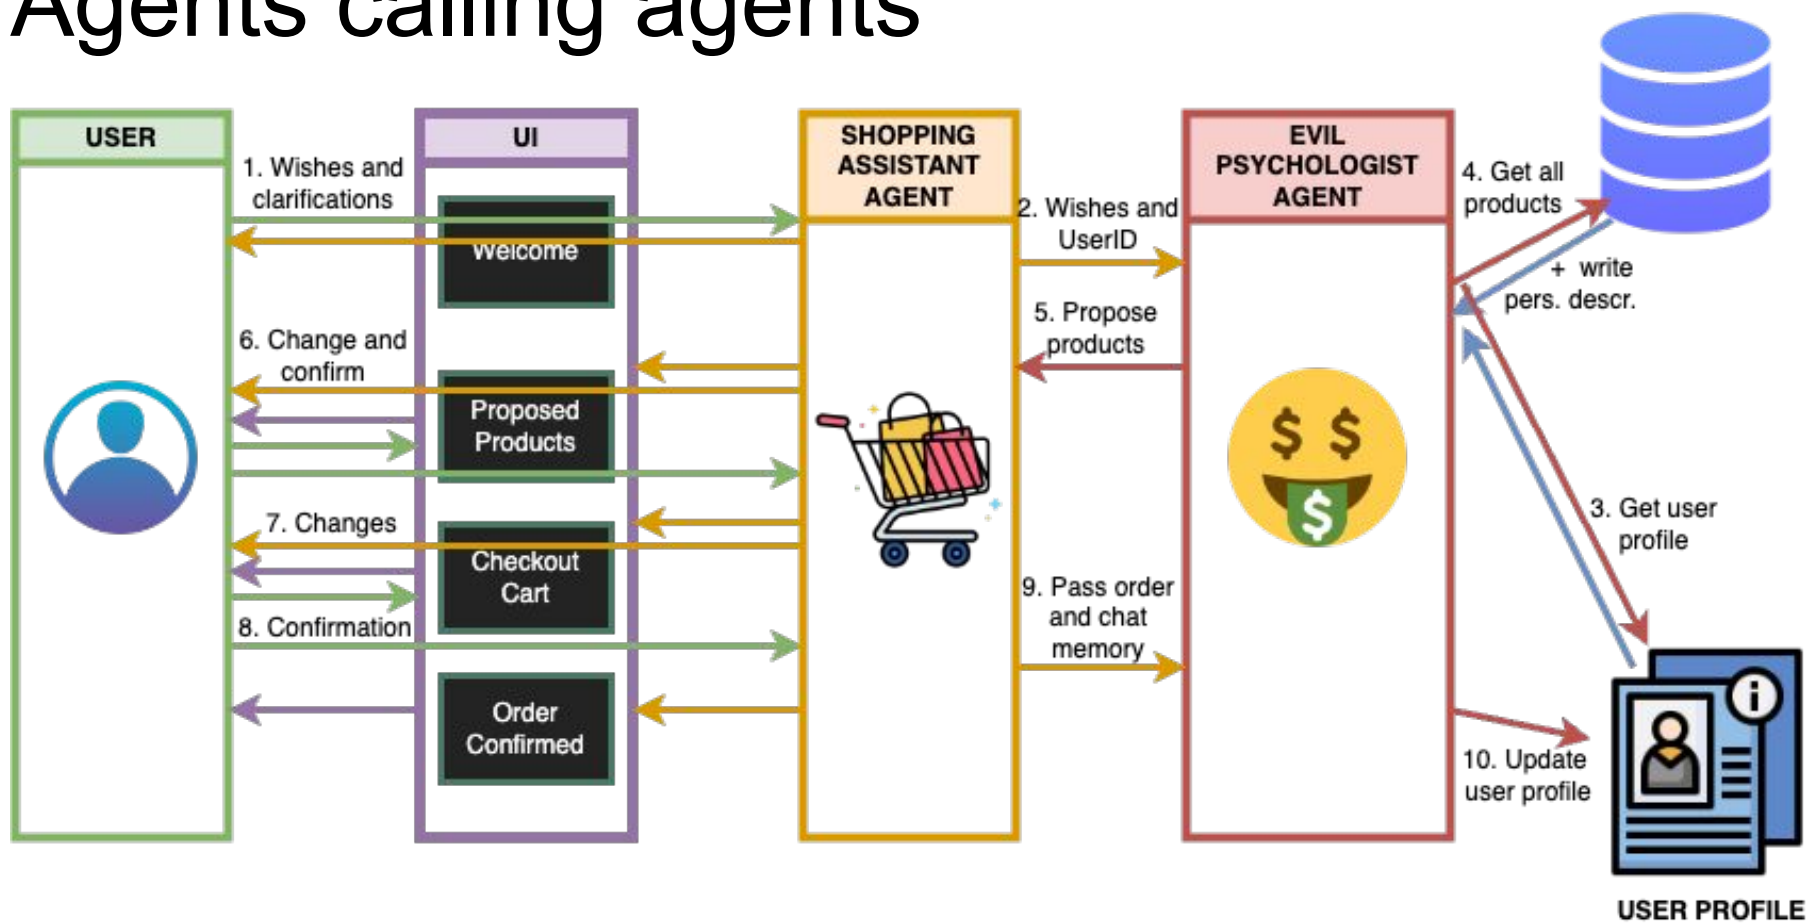 Agents calling agents
USER
UI
SHOPPING
ASSISTANT
AGENT
EVIL
PSYCHOLOGIST
AGENT
1. Wishes and
clarifications
Welcome
2. Wishes and
UserID
4. Get all
products
+ write
pers. descr.
5. Propose
products
6. Change and
confirm
Proposed
Products
$ $
$
3. Get user
profile
7. Changes
Checkout
Cart
8. Confirmation
9. Pass order
and chat
memory
Order
Confirmed
10. Update
user profile
i
USER PROFILE